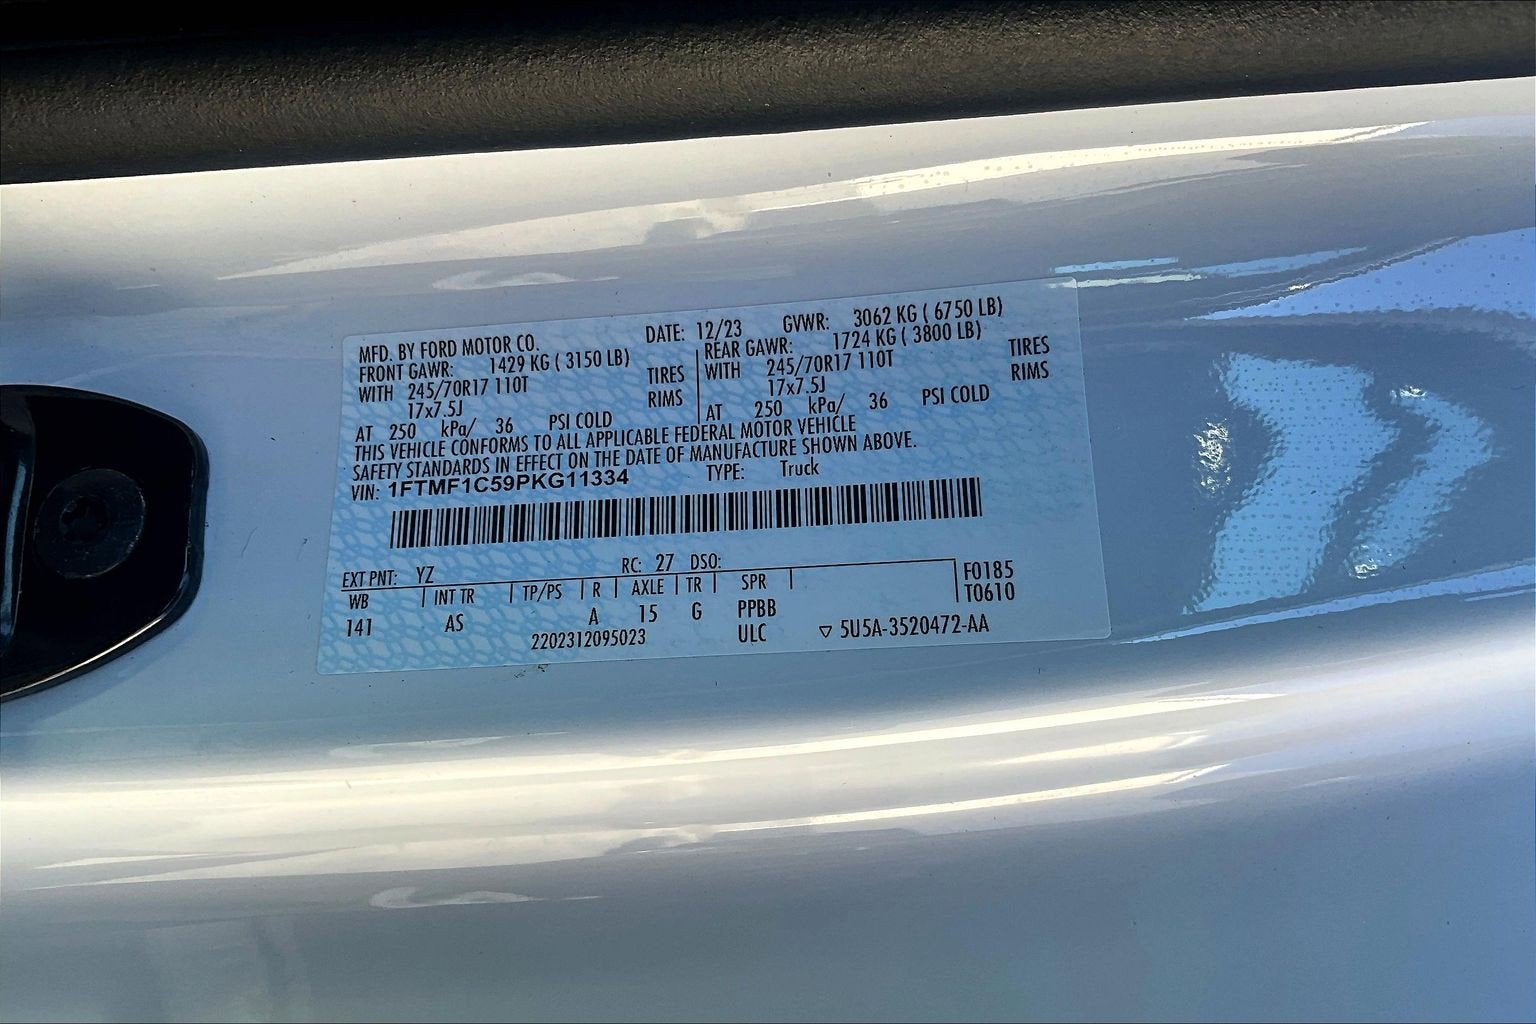 MFD. BY FORD MOTOR CO. DATE: 12/23 GVWR: 3062 KG ( 6750 LB)
FRONT GAWR: 1429 KG ( 3150 LB) REAR GAWR: 1724 KG ( 3800 LB)
WITH 245/70R17 110T TIRES WITH 245/70R17 110T TIRES
17x7.5J RIMS 17x7.5J RIMS
AT 250 kPa/ 36 PSI COLD AT 250 kPa/ 36 PSI COLD
THIS VEHICLE CONFORMS TO ALL APPLICABLE FEDERAL MOTOR VEHICLE
SAFETY STANDARDS IN EFFECT ON THE DATE OF MANUFACTURE SHOWN ABOVE.
VIN: 1FTMF1C59PKG11334 TYPE: Truck
EXT PNT: YZ RC: 27 DSO:
WB INT TR TP/PS R AXLE TR SPR F0185
141 AS A 15 G PPBB T0610
2202312095023 ULC ▽ 5U5A-3520472-AA